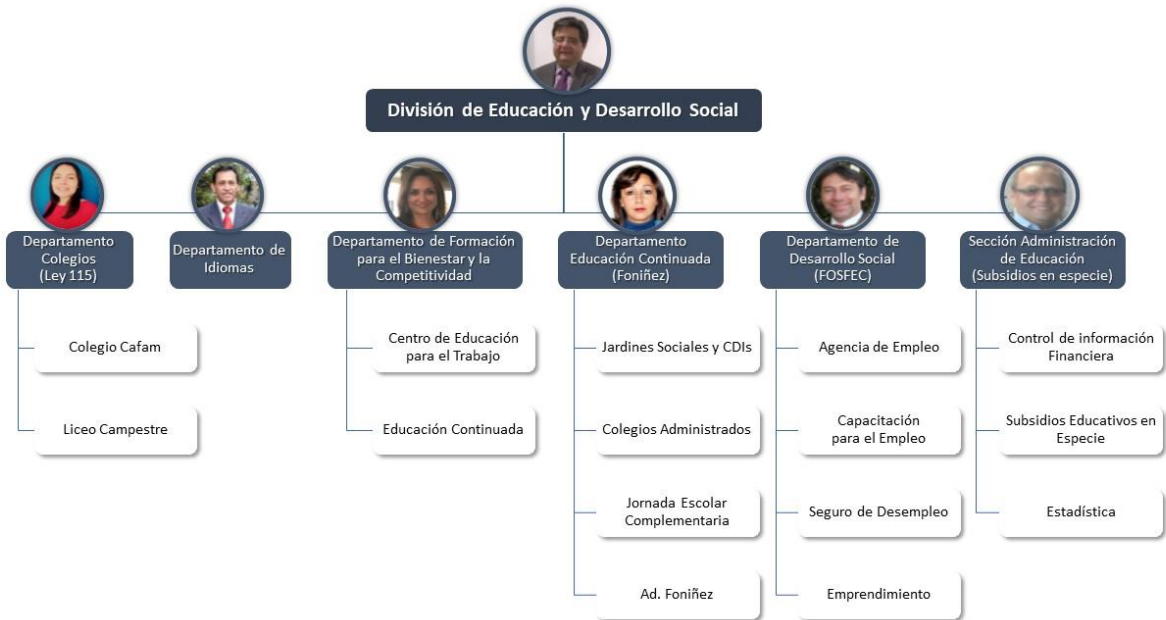 División de Educación y Desarrollo Social
Departamento
Colegios
(Ley 115)
Departamento de
Idiomas
Departamento de Formación
para el Bienestar y la
Competitividad
Departamento
Educación Continuada
(Foniñez)
Departamento de
Desarrollo Social
(FOSFEC)
Sección Administración
de Educación
(Subsidios en especie)
Colegio Cafam
Liceo Campestre
Centro de Educación
para el Trabajo
Educación Continuada
Jardines Sociales y CDIs
Colegios Administrados
Jornada Escolar
Complementaria
Ad. Foniñez
Agencia de Empleo
Capacitación
para el Empleo
Seguro de Desempleo
Emprendimiento
Control de información
Financiera
Subsidios Educativos en
Especie
Estadística